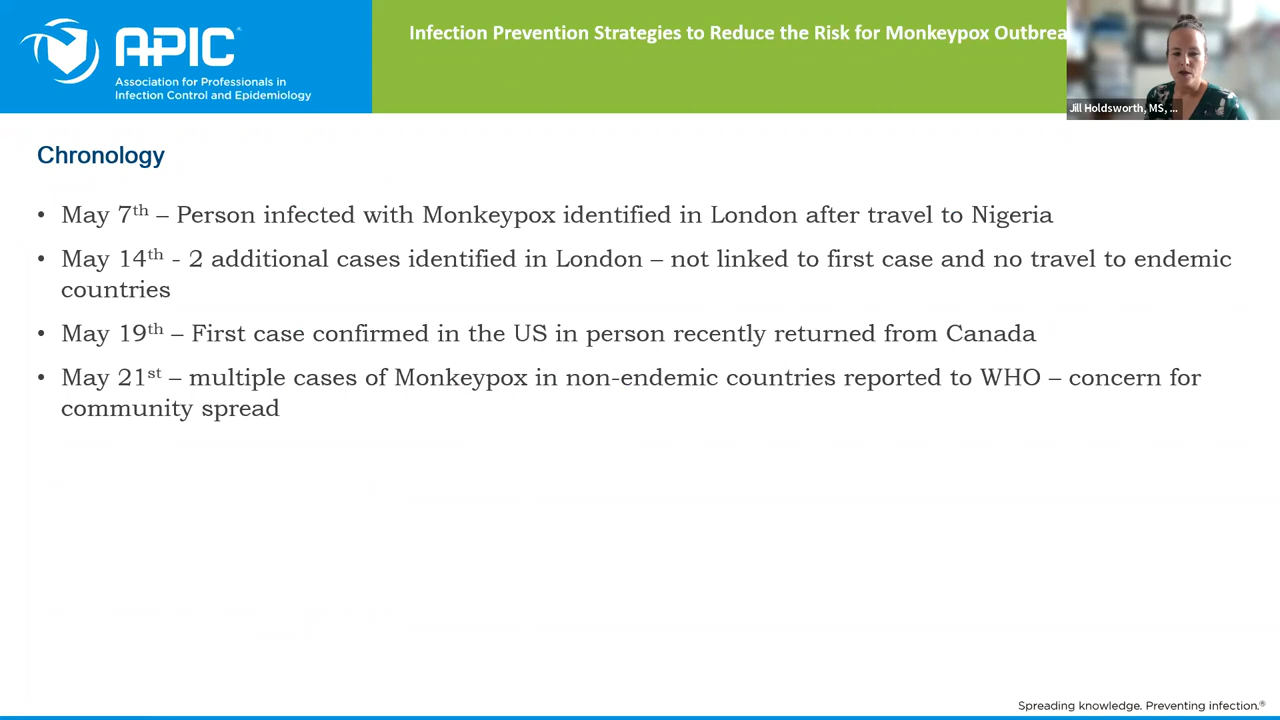 APIC®
Association for Professionals in
Infection Control and Epidemiology
Infection Prevention Strategies to Reduce the Risk for Monkeypox Outbrea
Jill Holdsworth, MS, ...
Chronology
• May 7th – Person infected with Monkeypox identified in London after travel to Nigeria
• May 14th - 2 additional cases identified in London – not linked to first case and no travel to endemic
countries
• May 19th – First case confirmed in the US in person recently returned from Canada
• May 21st – multiple cases of Monkeypox in non-endemic countries reported to WHO – concern for
community spread
Spreading knowledge. Preventing infection.®